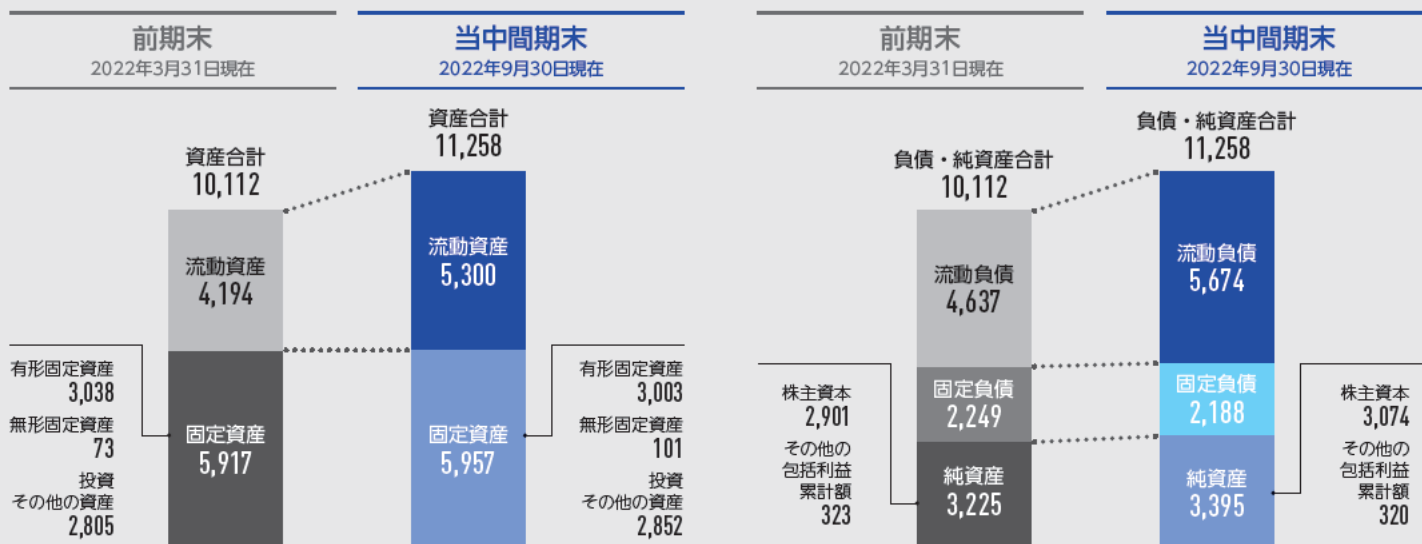 前期末
2022年3月31日現在
当中間期末
2022年9月30日現在
資産合計
10,112
流動資産
4,194
有形固定資産
3,038
無形固定資産
73
投資
その他の資産
2,805
固定資産
5,917
資産合計
11,258
流動資産
5,300
固定資産
5,957
有形固定資産
3,003
無形固定資産
101
投資
その他の資産
2,852
前期末
2022年3月31日現在
当中間期末
2022年9月30日現在
負債・純資産合計
10,112
流動負債
4,637
固定負債
2,249
株主資本
2,901
その他の
包括利益
累計額
323
純資産
3,225
負債・純資産合計
11,258
流動負債
5,674
固定負債
2,188
純資産
3,395
株主資本
3,074
その他の
包括利益
累計額
320